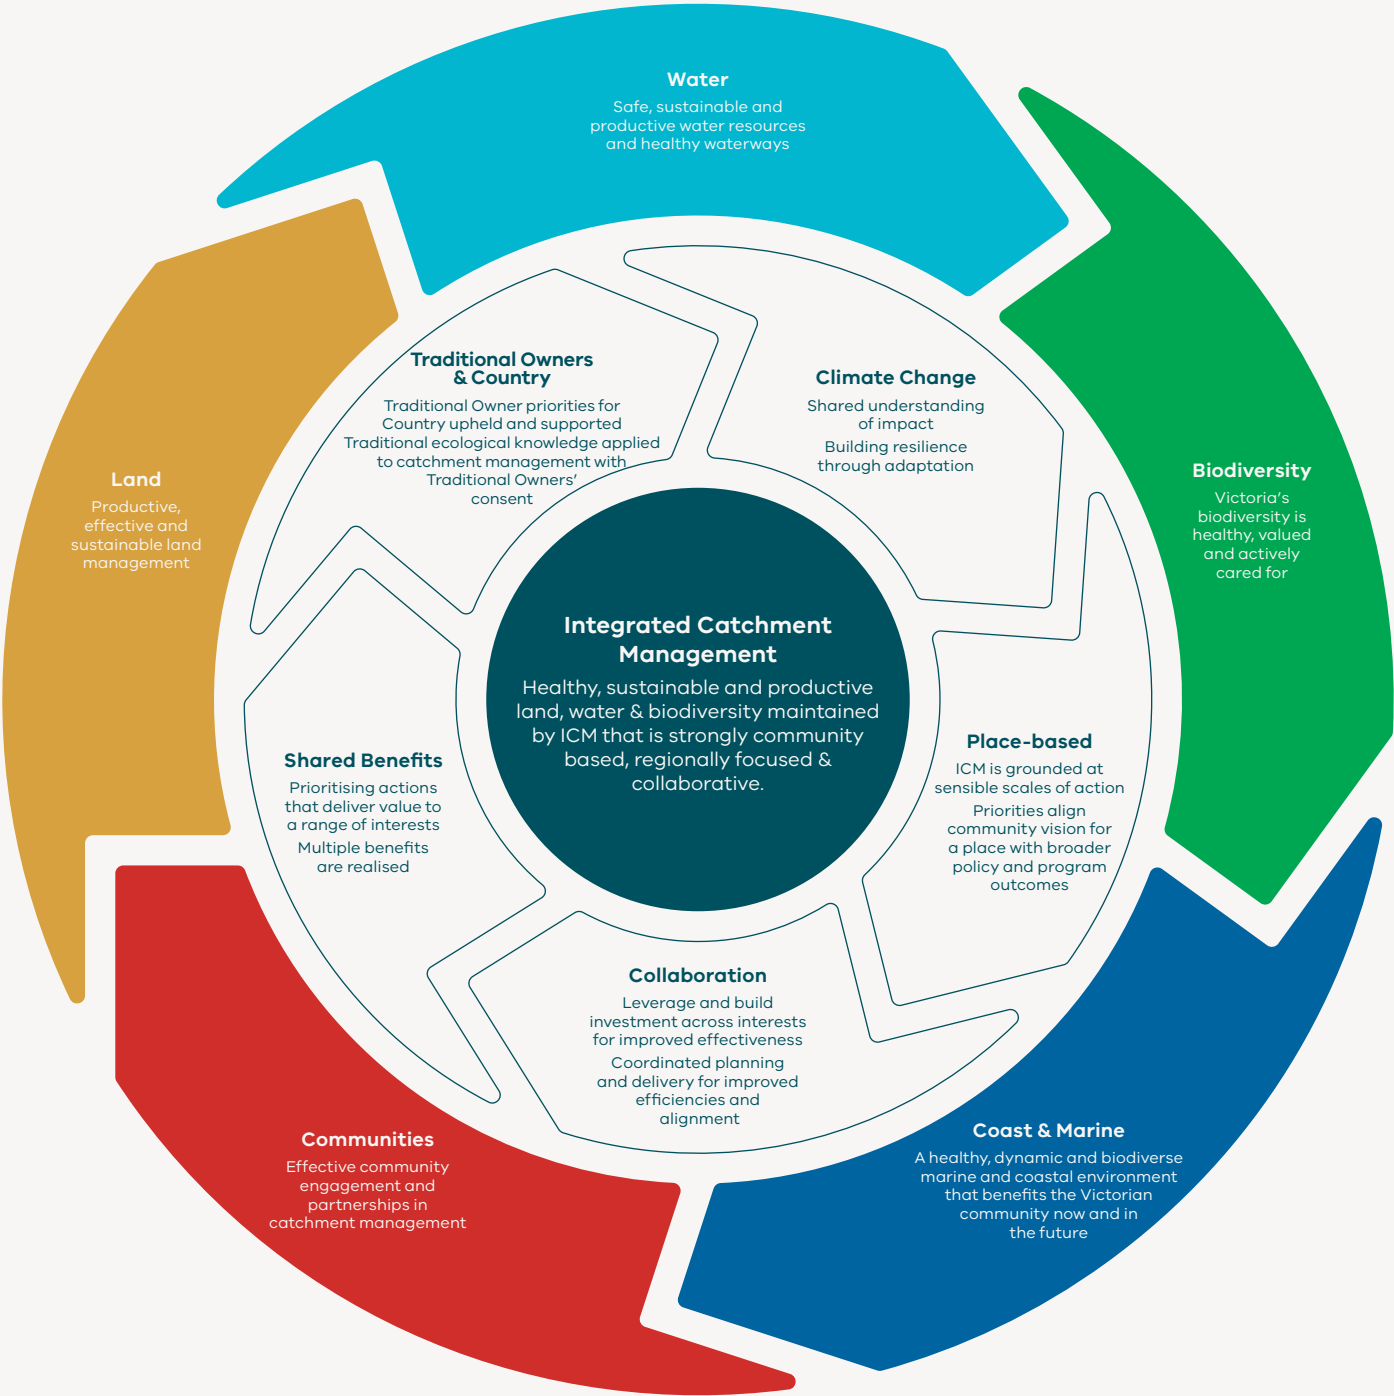 Water
Safe, sustainable and
productive water resources
and healthy waterways
Biodiversity
Victoria's
biodiversity is
healthy, valued
and actively
cared for
Coast & Marine
A healthy, dynamic and biodiverse
marine and coastal environment
that benefits the Victorian
community now and in
the future
Communities
Effective community
engagement and
partnerships in
catchment management
Land
Productive,
effective and
sustainable land
management
Traditional Owners
& Country
Traditional Owner priorities for
Country upheld and supported
Traditional ecological knowledge applied
to catchment management with
Traditional Owners'
consent
Climate Change
Shared understanding
of impact
Building resilience
through adaptation
Place-based
ICM is grounded at
sensible scales of action
Priorities align
community vision for
a place with broader
policy and program
outcomes
Collaboration
Leverage and build
investment across interests
for improved effectiveness
Coordinated planning
and delivery for improved
efficiencies and
alignment
Shared Benefits
Prioritising actions
that deliver value to
a range of interests
Multiple benefits
are realised
Integrated Catchment
Management
Healthy, sustainable and productive
land, water & biodiversity maintained
by ICM that is strongly community
based, regionally focused &
collaborative.